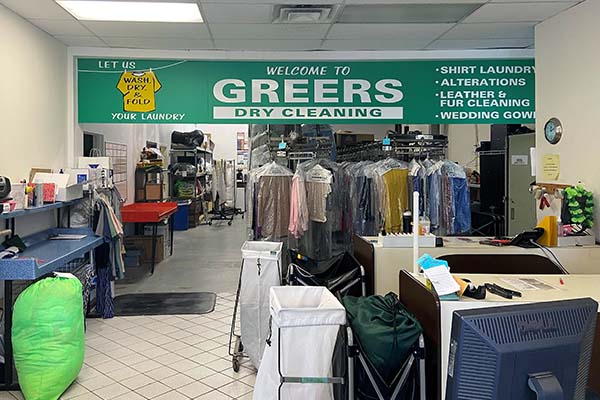 LET US
WASH,
DRY, &
FOLD
YOUR LAUNDRY
WELCOME TO
GREERS
DRY CLEANING
• SHIRT LAUNDRY
• ALTERATIONS
• LEATHER &
FUR CLEANING
• WEDDING GOW